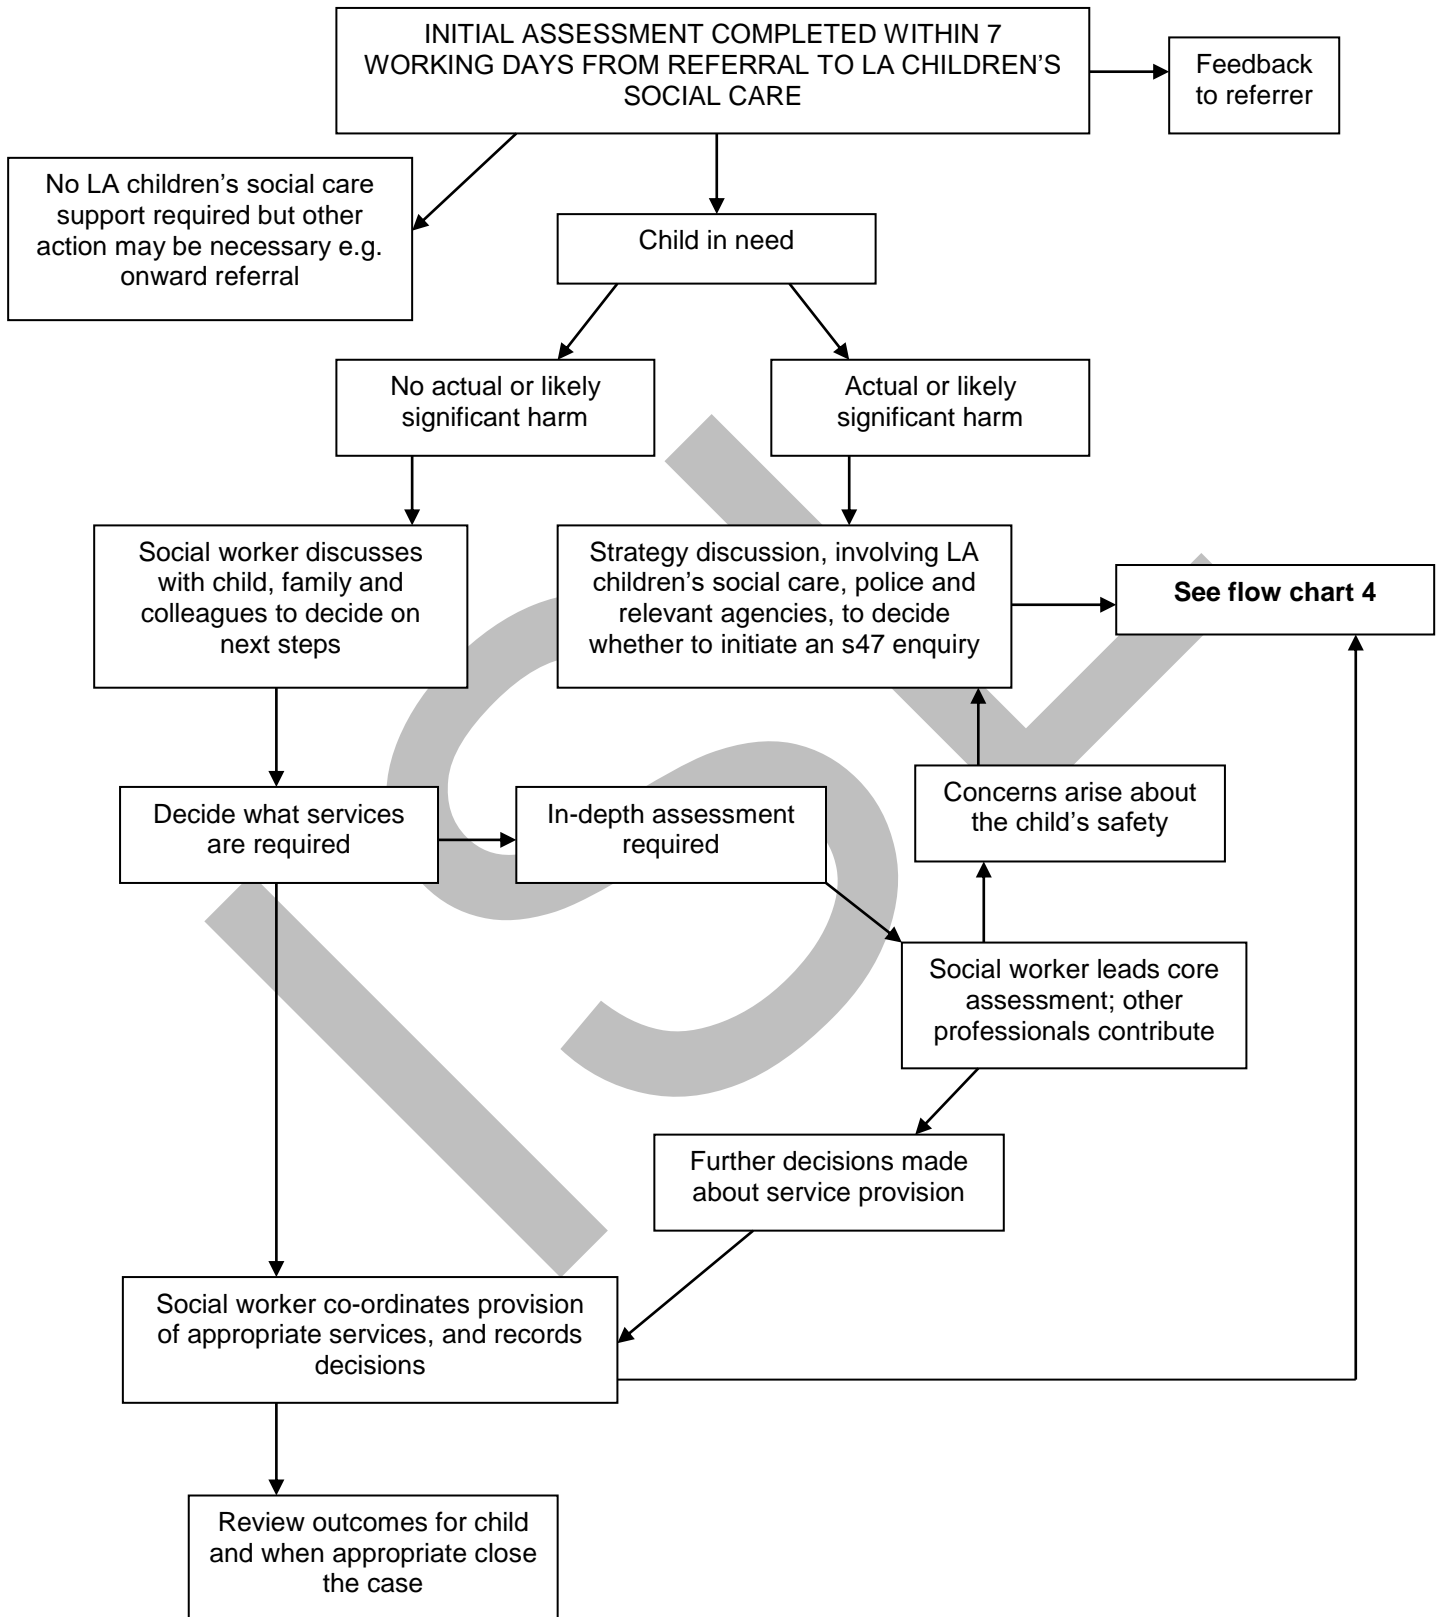 INITIAL ASSESSMENT COMPLETED WITHIN 7
WORKING DAYS FROM REFERRAL TO LA CHILDREN’S
SOCIAL CARE
Feedback
to referrer
No LA children’s social care
support required but other
action may be necessary e.g.
onward referral
Child in need
No actual or likely
significant harm
Actual or likely
significant harm
Social worker discusses
with child, family and
colleagues to decide on
next steps
Strategy discussion, involving LA
children’s social care, police and
relevant agencies, to decide
whether to initiate an s47 enquiry
See flow chart 4
Decide what services
are required
In-depth assessment
required
Concerns arise about
the child’s safety
Social worker leads core
assessment; other
professionals contribute
Further decisions made
about service provision
Social worker co-ordinates provision
of appropriate services, and records
decisions
Review outcomes for child
and when appropriate close
the case